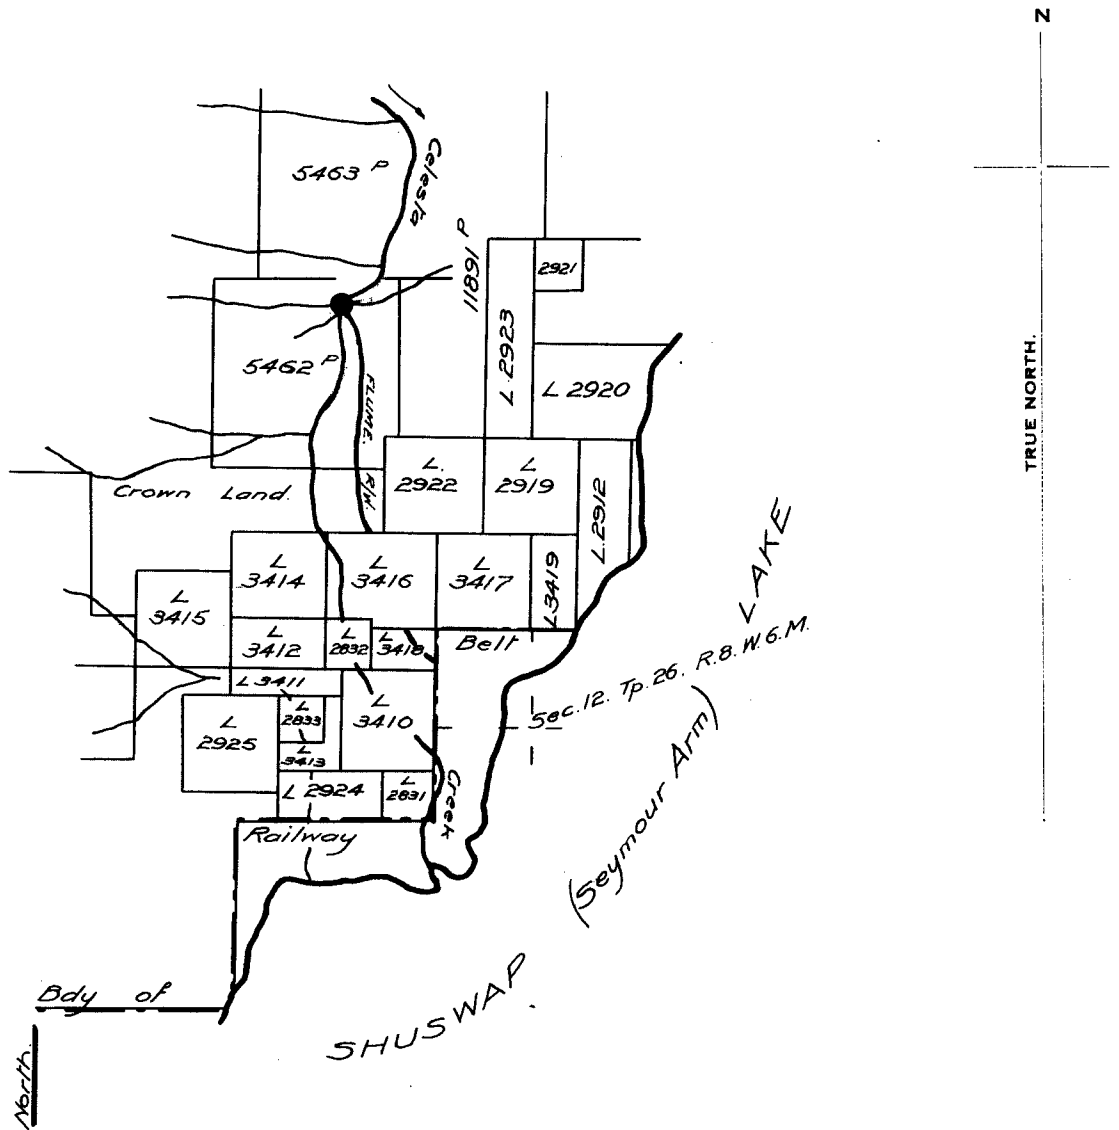 N
TRUE NORTH.
5463 P
Celesta
11891 P
2921
L 2923
5462 P
FLUME.
R/W.
L 2920
L.
2922
L
2919
L.2912
Crown Land.
L
3414
L
3416
L
3417
L3419
L
3415
L
3412
L
2832
L
3418
Belt
L 3411
L
2833
L
3410
L
2925
L
3413
L 2924
L
2831
Creek
Sec.12. Tp.26. R.8.W.6.M.
Railway
Bdy of
North.
SHUSWAP LAKE
(Seymour Arm)